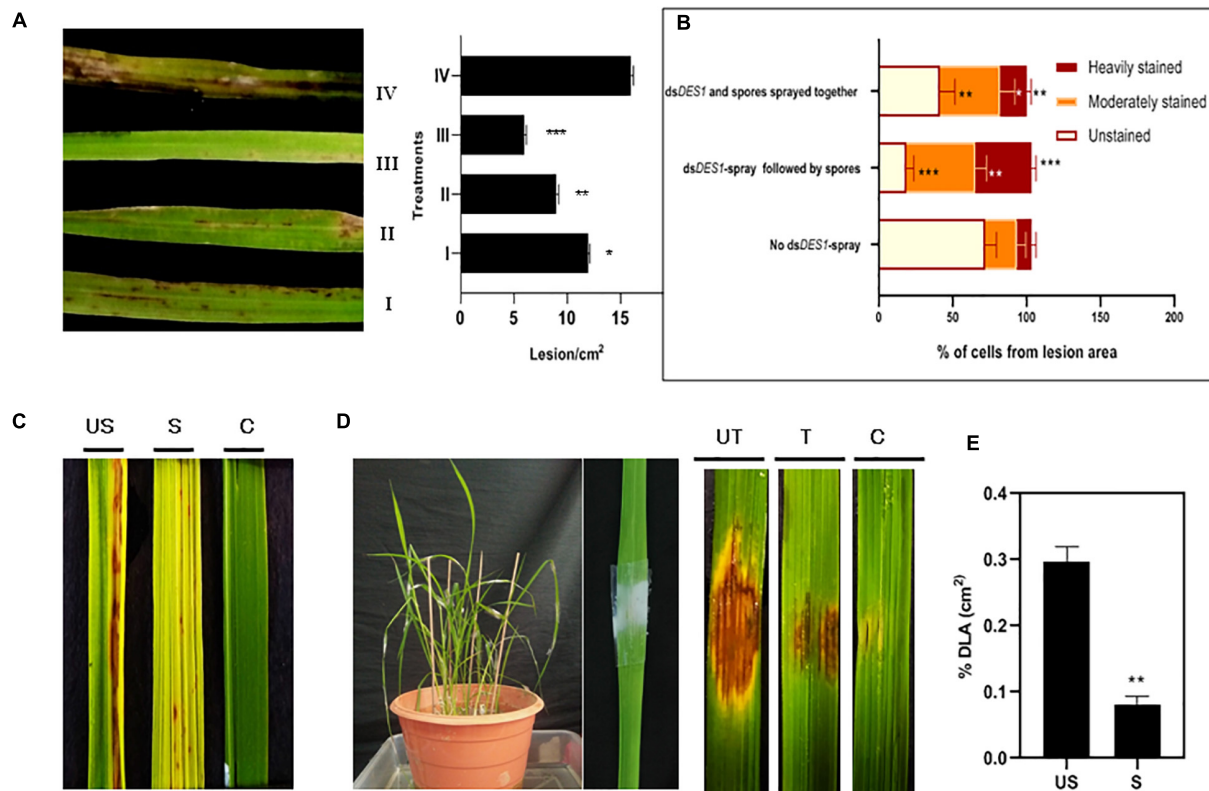 A
IV
III
II
I
Treatments
IV
***
III
**
II
*
I
0 5 10 15
Lesion/cm²
B
Heavily stained
Moderately stained
Unstained
dsDES1 and spores sprayed together
** * **
dsDES1-spray followed by spores
*** ** ***
No dsDES1-spray
0 50 100 150 200
% of cells from lesion area
C
US S C
D
UT T C
E
% DLA (cm²)
0.4
0.3
0.2
0.1
0.0
**
US S